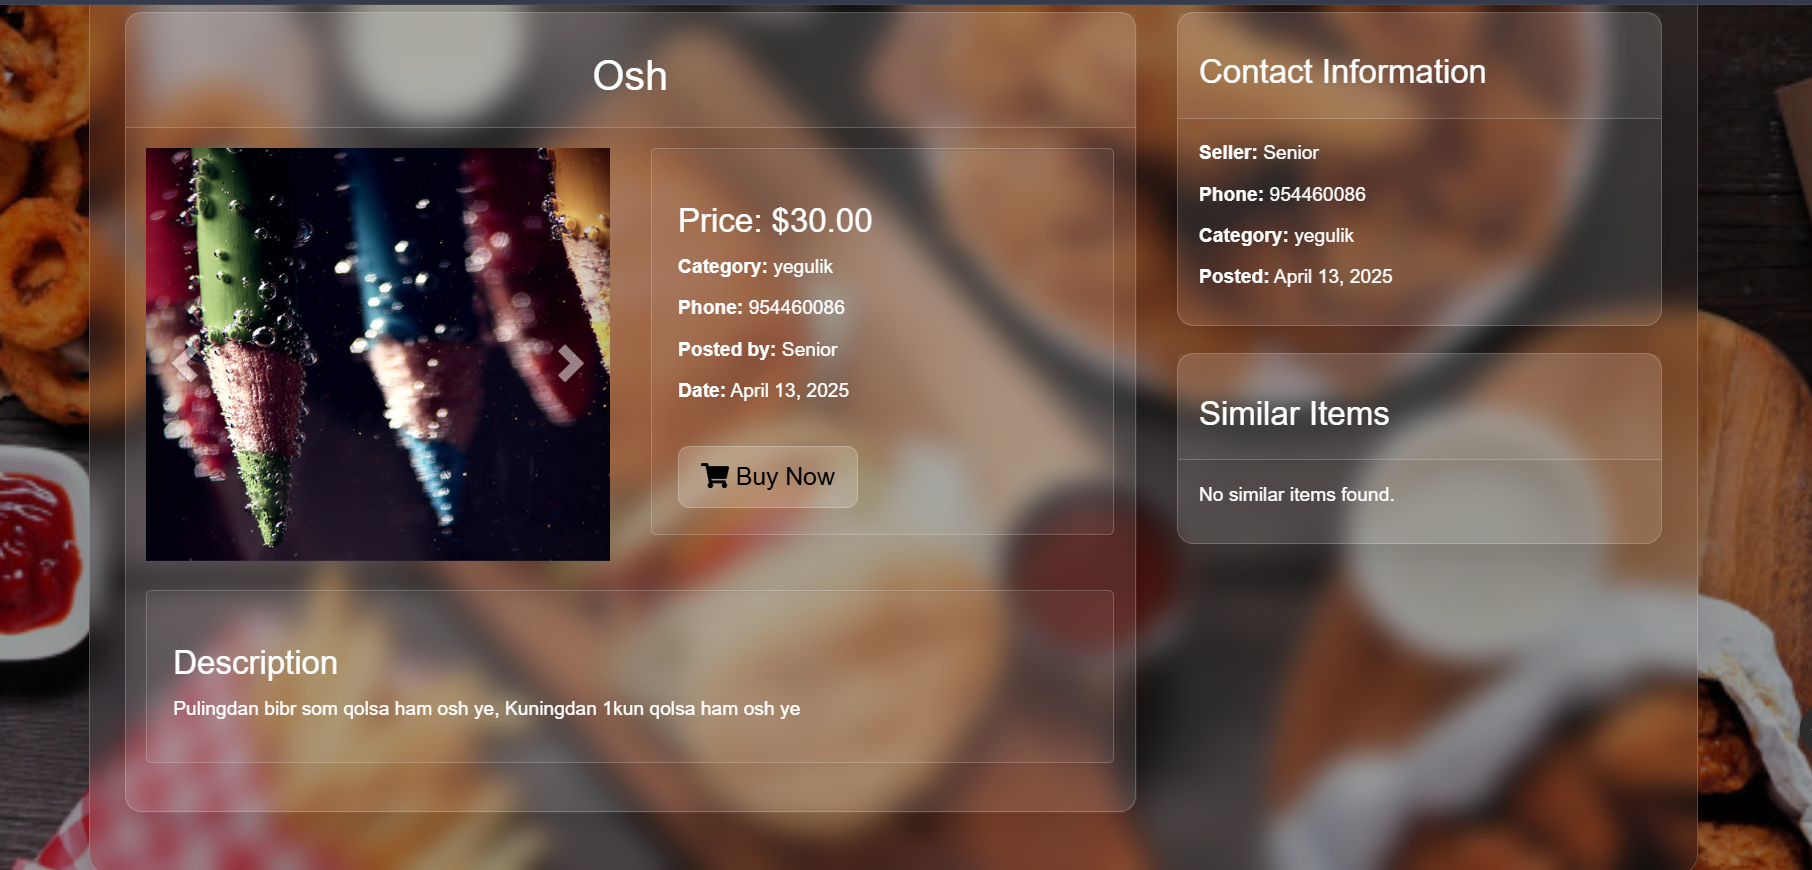 Osh
Price: $30.00
Category: yegulik
Phone: 954460086
Posted by: Senior
Date: April 13, 2025
Buy Now
Description
Pulingdan bibr som qolsa ham osh ye, Kuningdan 1kun qolsa ham osh ye
Contact Information
Seller: Senior
Phone: 954460086
Category: yegulik
Posted: April 13, 2025
Similar Items
No similar items found.